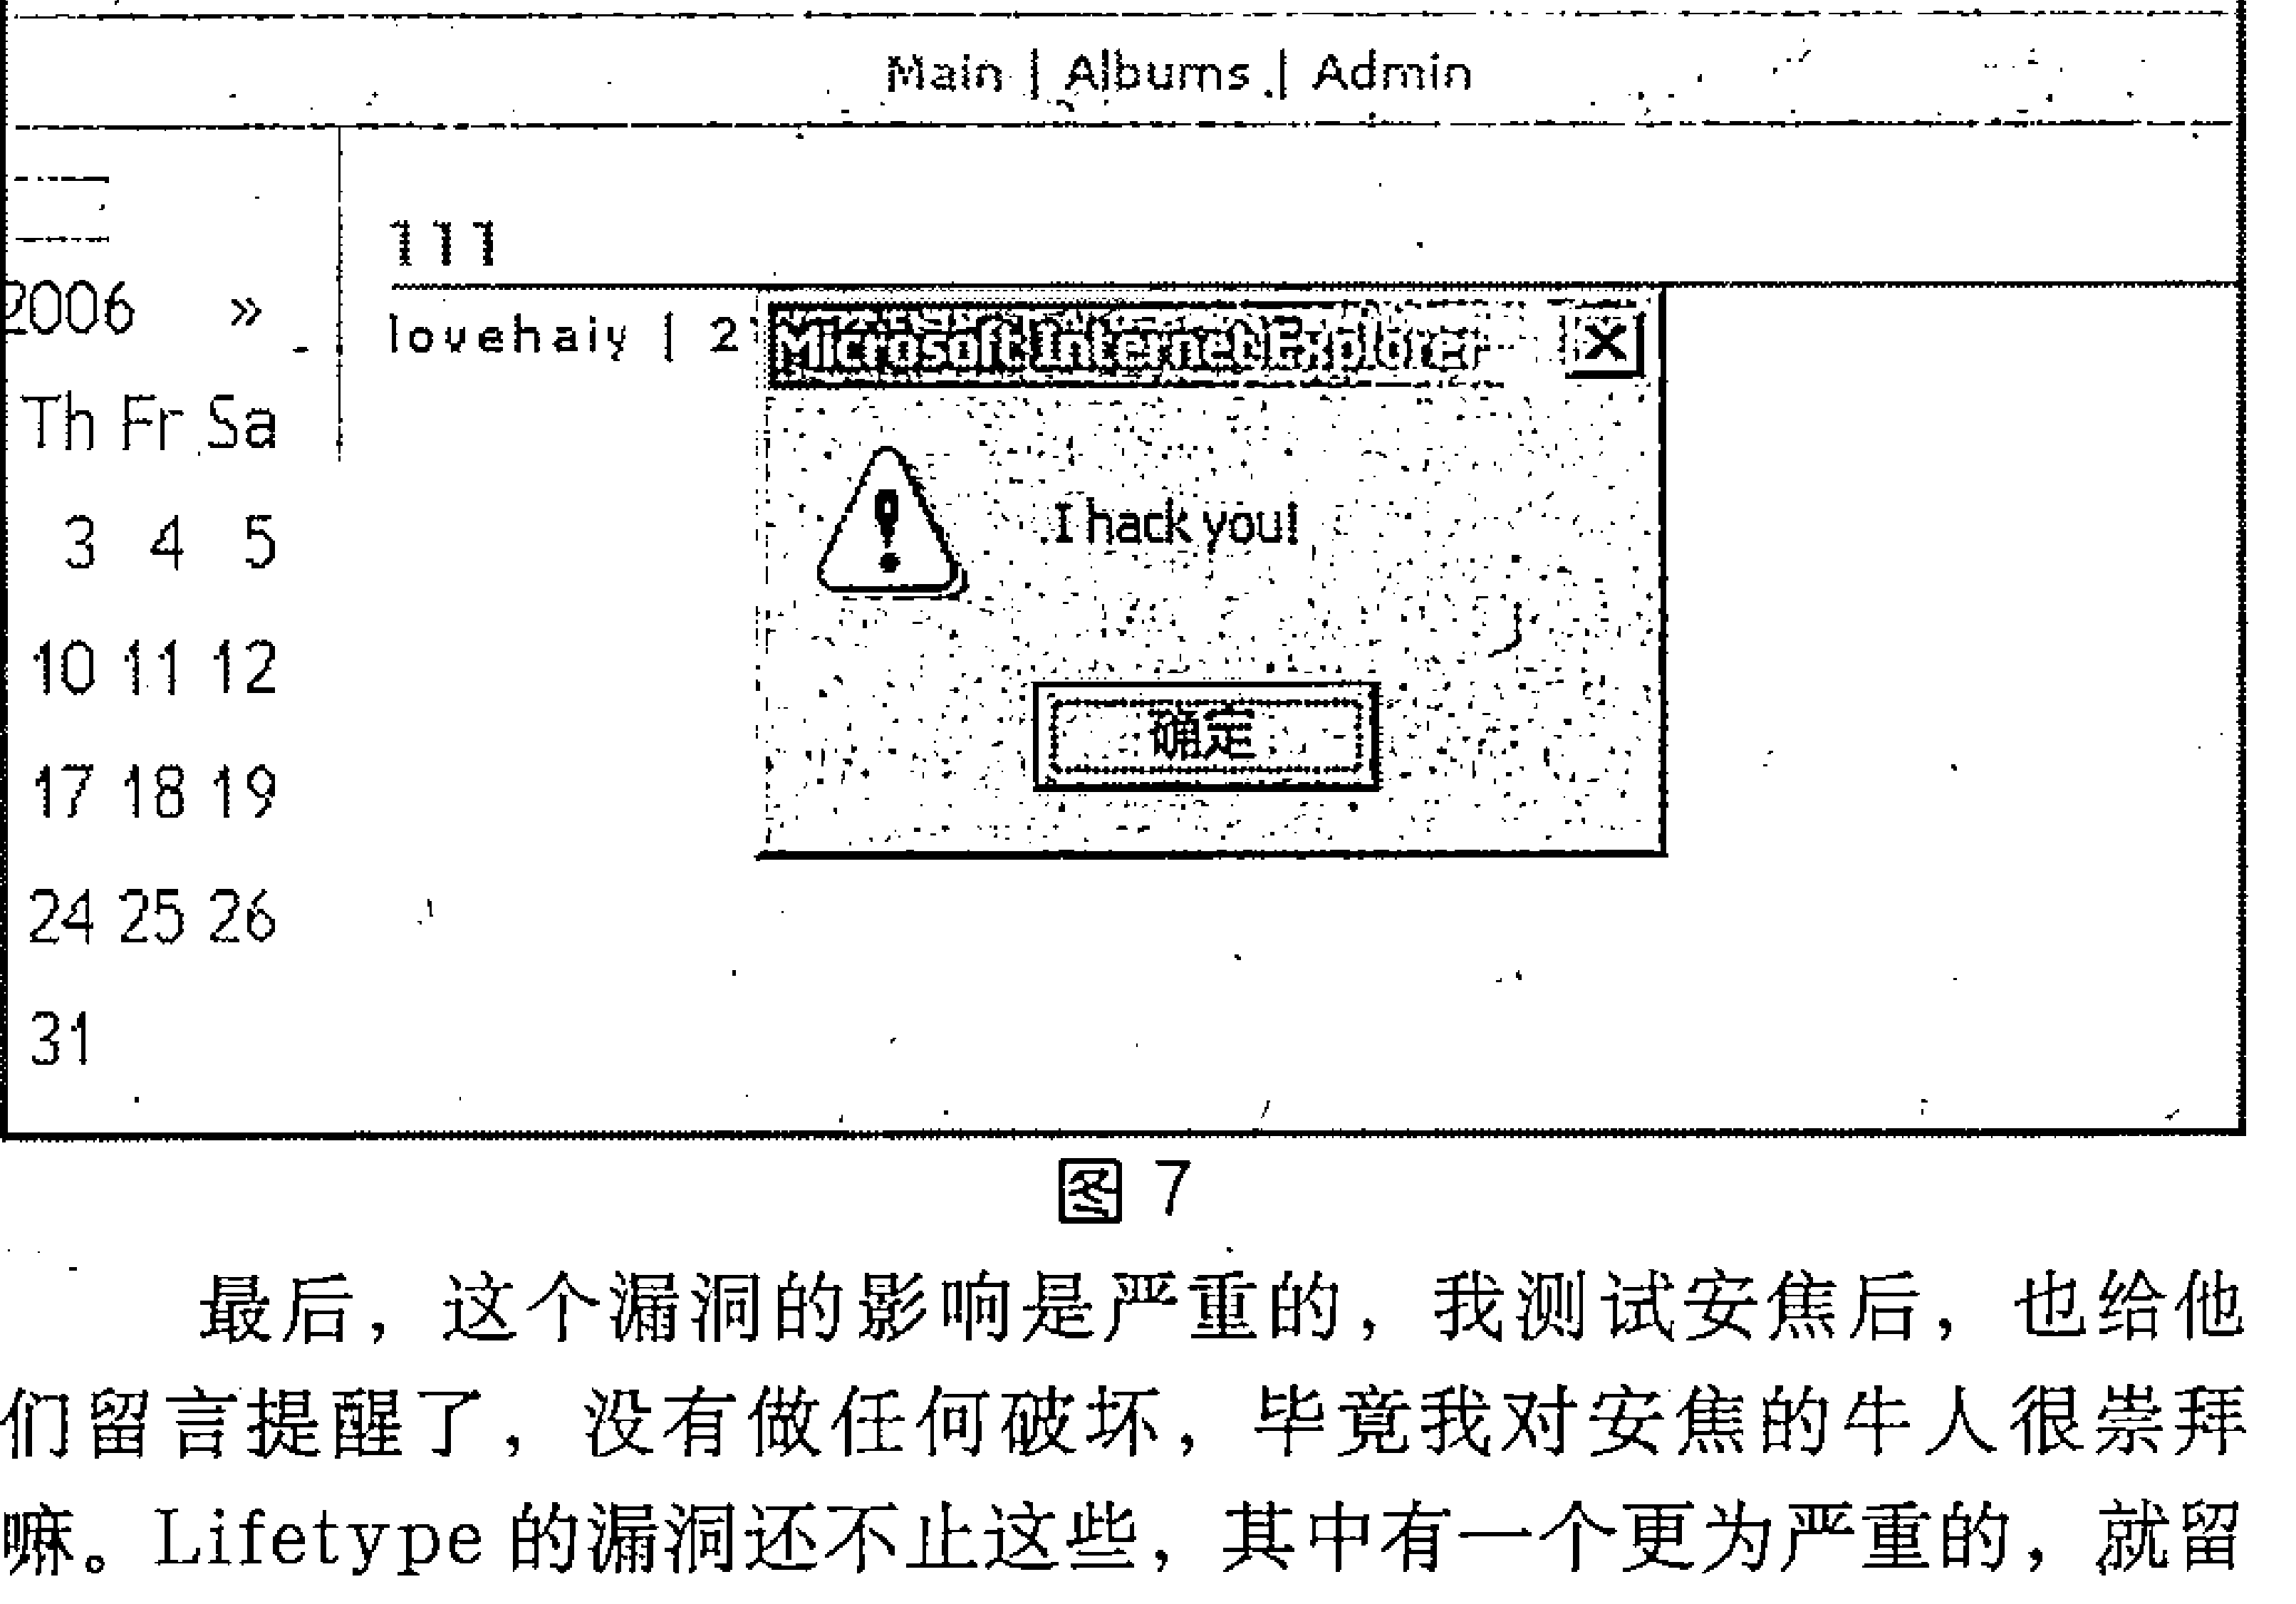 Main | Albums | Admin
111
2006 »
lovehaiy | 2
Microsoft Internet Explorer
Th Fr Sa
I hack you!
3 4 5
10 11 12
确定
17 18 19
24 25 26
31
图 7
最后，这个漏洞的影响是严重的，我测试安焦后，也给他
们留言提醒了，没有做任何破坏，毕竟我对安焦的牛人很崇拜
嘛。Lifetype 的漏洞还不止这些，其中有一个更为严重的，就留